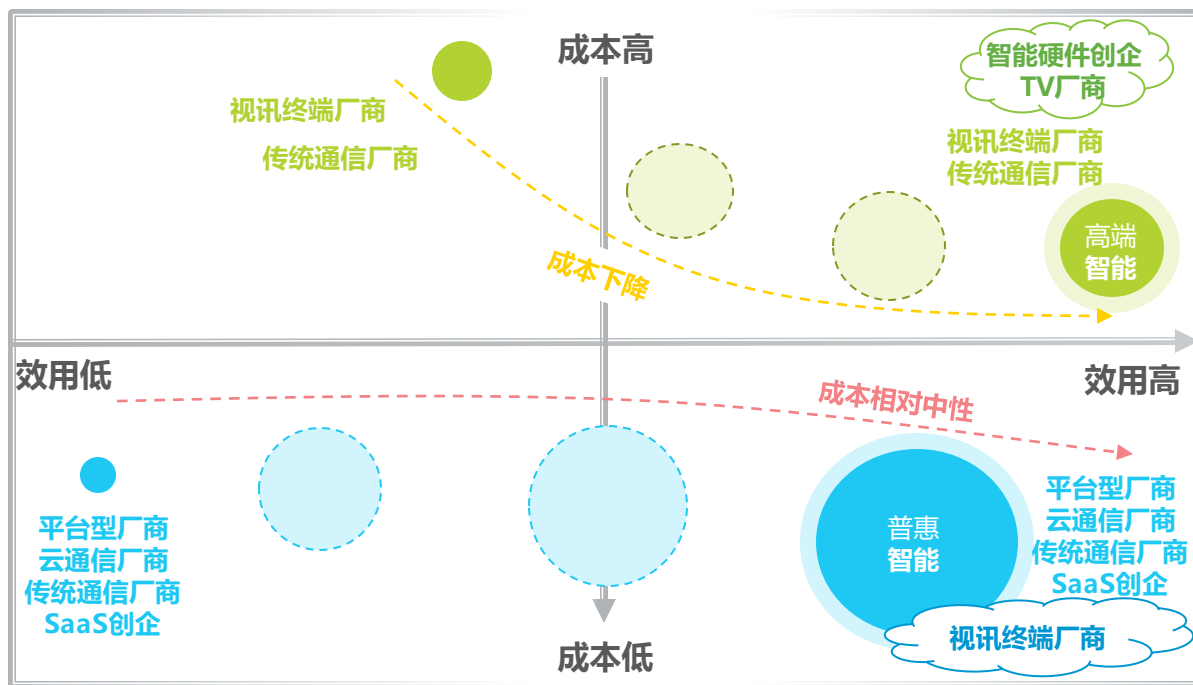 成本高
智能硬件创企
TV厂商
视讯终端厂商
传统通信厂商
视讯终端厂商
传统通信厂商
高端
智能
成本下降
效用低
效用高
成本相对中性
平台型厂商
云通信厂商
传统通信厂商
SaaS创企
普惠
智能
平台型厂商
云通信厂商
传统通信厂商
SaaS创企
视讯终端厂商
成本低